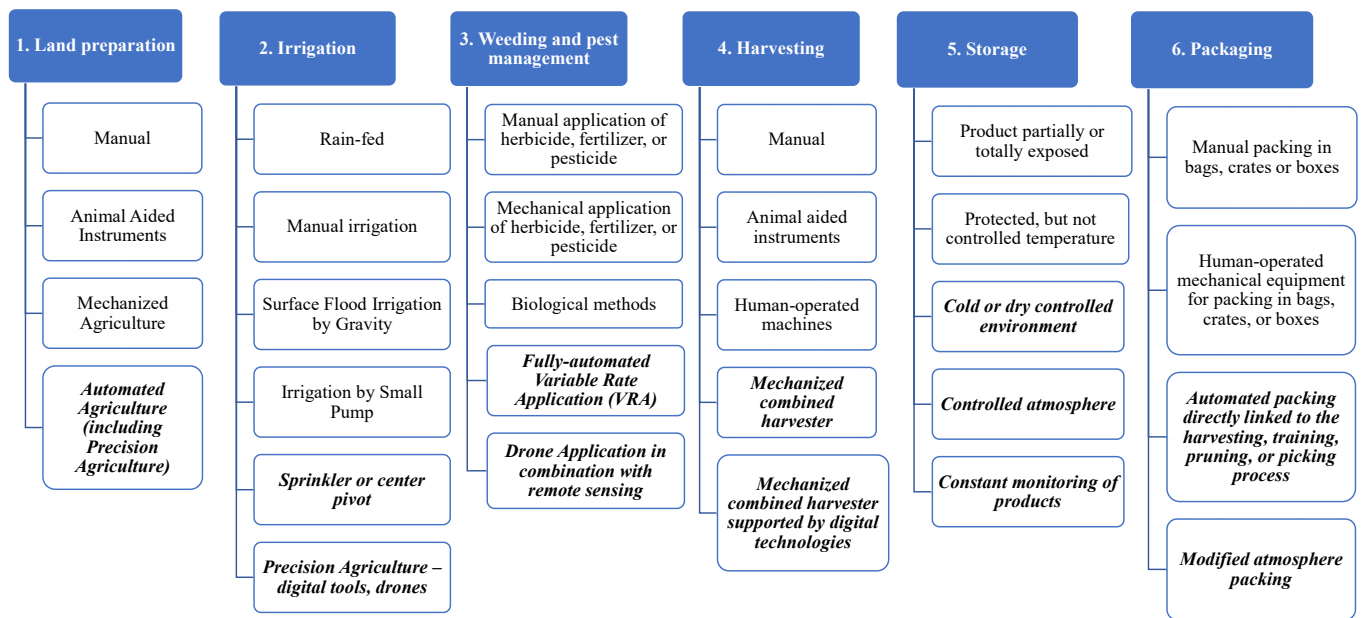 1. Land preparation
Manual
Animal Aided
Instruments
Mechanized
Agriculture
Automated
Agriculture
(including
Precision
Agriculture)
2. Irrigation
Rain-fed
Manual irrigation
Surface Flood Irrigation
by Gravity
Irrigation by Small
Pump
Sprinkler or center
pivot
Precision Agriculture –
digital tools, drones
3. Weeding and pest
management
Manual application of
herbicide, fertilizer, or
pesticide
Mechanical application
of herbicide, fertilizer, or
pesticide
Biological methods
Fully-automated
Variable Rate
Application (VRA)
Drone Application in
combination with
remote sensing
4. Harvesting
Manual
Animal aided
instruments
Human-operated
machines
Mechanized
combined
harvester
Mechanized
combined harvester
supported by digital
technologies
5. Storage
Product partially or
totally exposed
Protected, but not
controlled temperature
Cold or dry controlled
environment
Controlled atmosphere
Constant monitoring of
products
6. Packaging
Manual packing in
bags, crates or boxes
Human-operated
mechanical equipment
for packing in bags,
crates, or boxes
Automated packing
directly linked to the
harvesting, training,
pruning, or picking
process
Modified atmosphere
packing